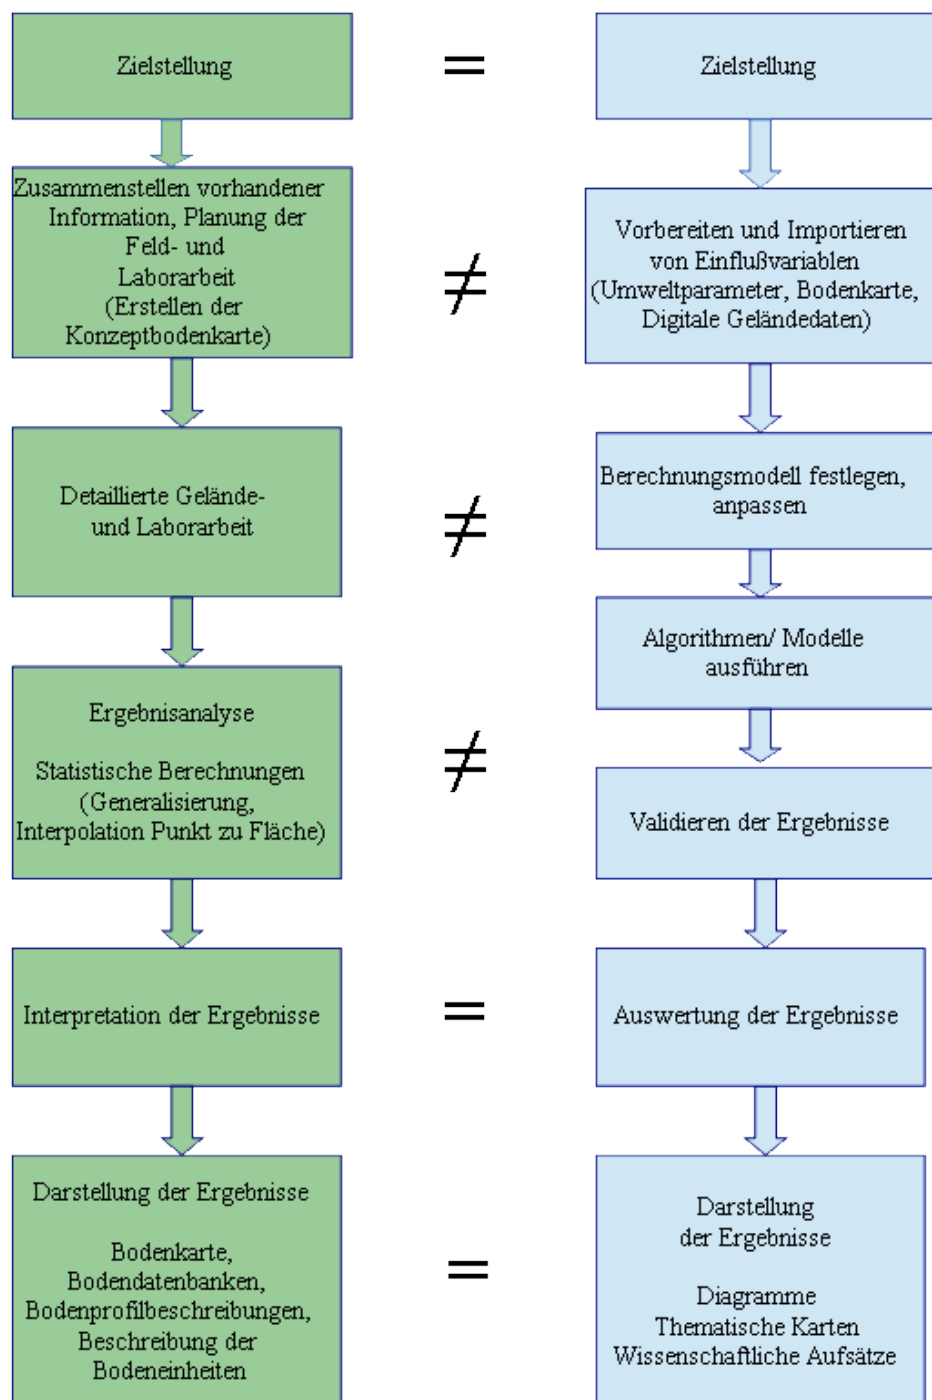 Zielstellung
=
Zielstellung
Zusammenstellen vorhandener
Information, Planung der
Feld- und
Laborarbeit
(Erstellen der
Konzeptbodenkarte)
≠
Vorbereiten und Importieren
von Einflußvariablen
(Umweltparameter, Bodenkarte,
Digitale Geländedaten)
Detaillierte Gelände-
und Laborarbeit
≠
Berechnungsmodell festlegen,
anpassen
Algorithmen/ Modelle
ausführen
Ergebnisanalyse
Statistische Berechnungen
(Generalisierung,
Interpolation Punkt zu Fläche)
≠
Validieren der Ergebnisse
Interpretation der Ergebnisse
=
Auswertung der Ergebnisse
Darstellung der Ergebnisse
Bodenkarte,
Bodendatenbanken,
Bodenprofilbeschreibungen,
Beschreibung der
Bodeneinheiten
=
Darstellung
der Ergebnisse
Diagramme
Thematische Karten
Wissenschaftliche Aufsätze